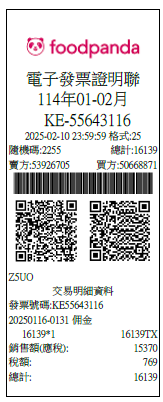 foodpanda
電子發票證明聯
114年01-02月
KE-55643116
2025-02-10 23:59:59 格式:25
隨機碼:2255 總計:16139
賣方:53926705 買方:50668871
Z5UO
交易明細資料
發票號碼:KE55643116
20250116-0131 佣金
16139*1 16139TX
銷售額(應稅): 15370
稅額: 769
總計: 16139